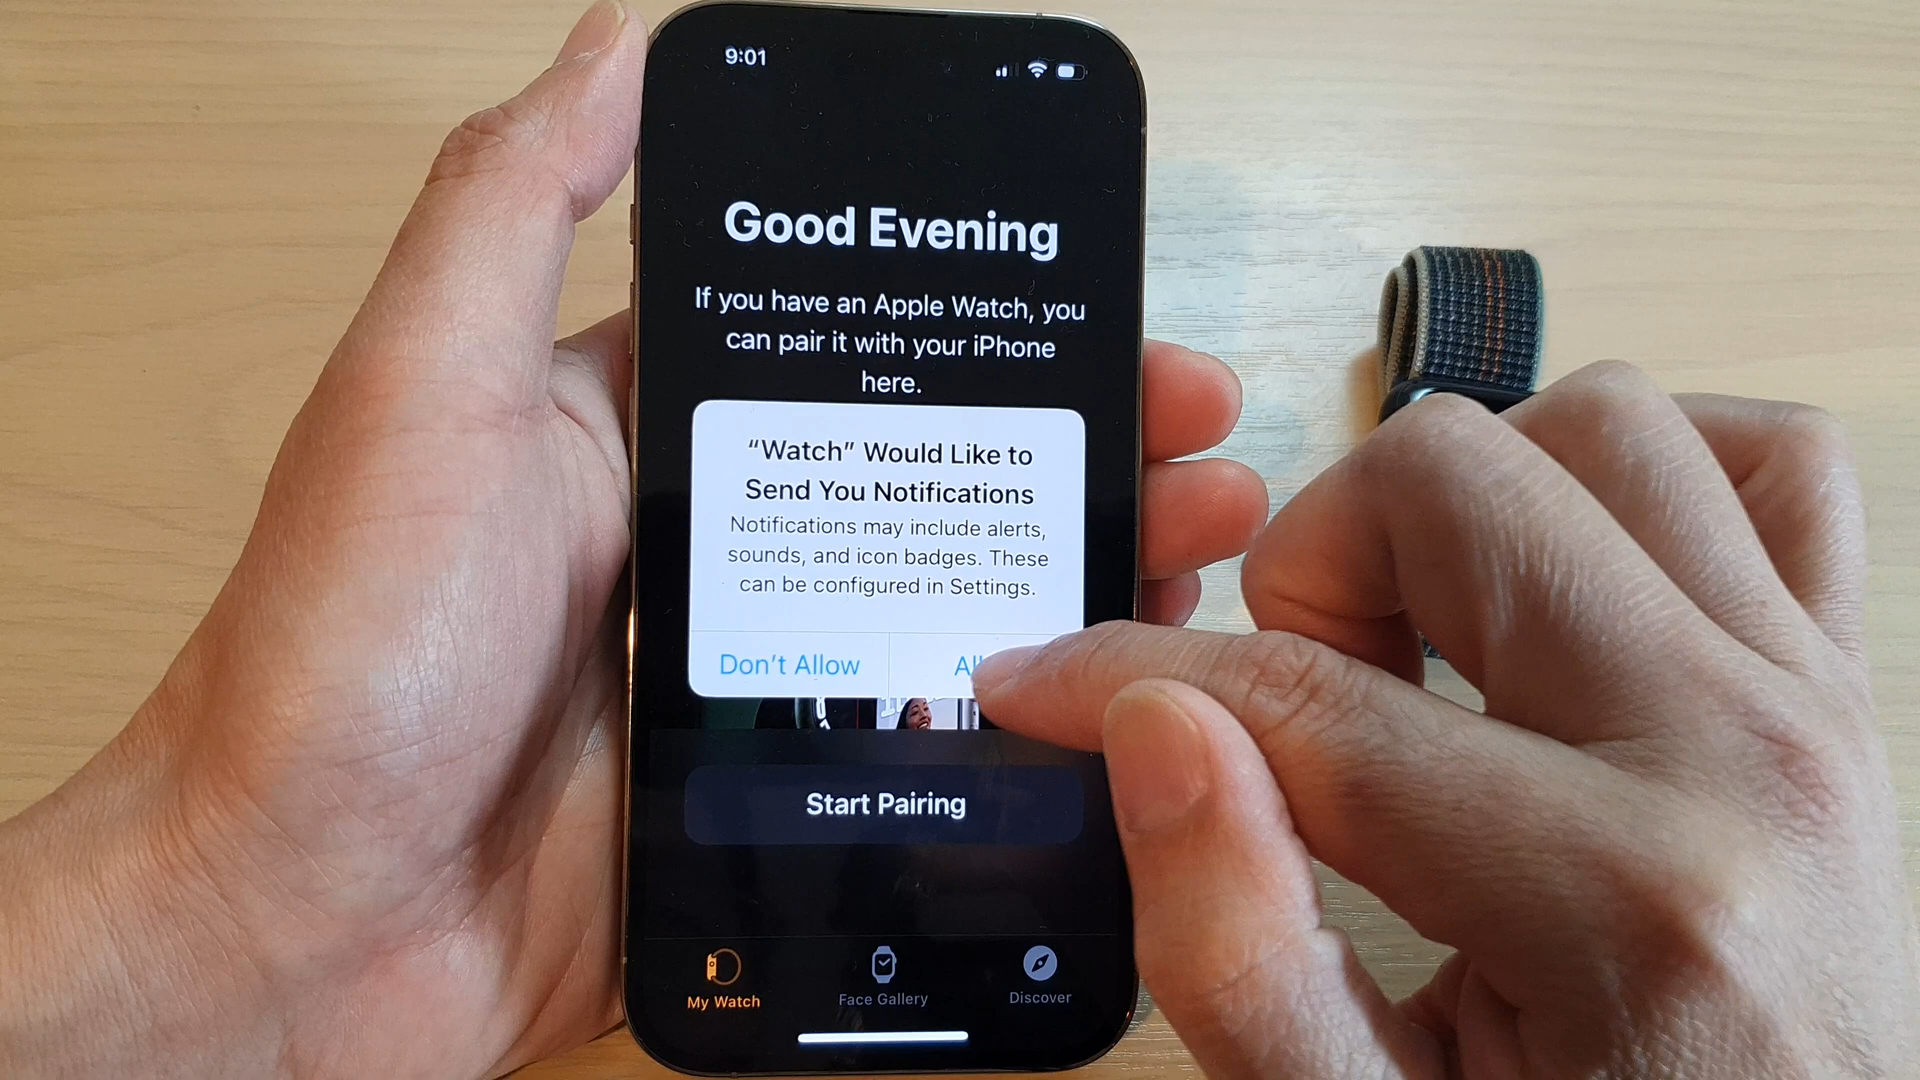 9:01
Good Evening
If you have an Apple Watch, you
can pair it with your iPhone
here.
“Watch” Would Like to
Send You Notifications
Notifications may include alerts,
sounds, and icon badges. These
can be configured in Settings.
Don’t Allow
Start Pairing
My Watch Face Gallery Discover